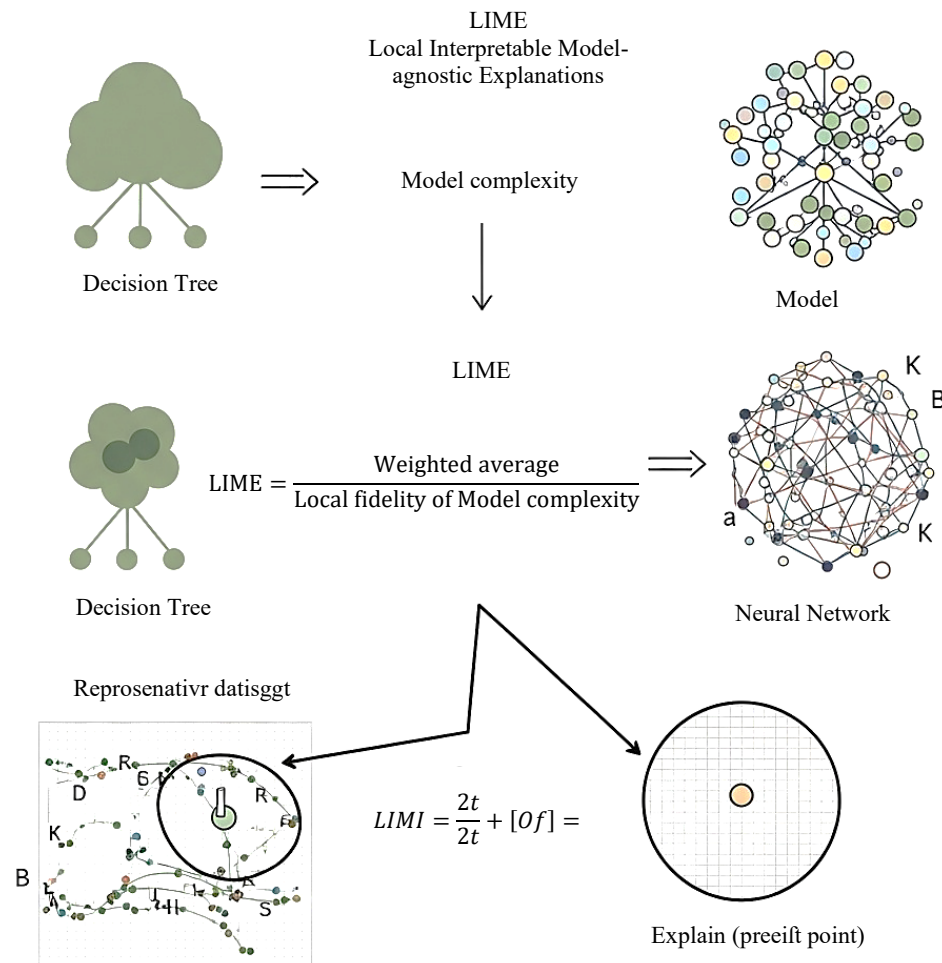 LIME
Local Interpretable Model-
agnostic Explanations
Model complexity
Decision Tree
Model
LIME
K
B
LIME = Weighted average / Local fidelity of Model complexity
a
K
Decision Tree
Neural Network
Reprosenativr datisggt
R
D
R
K
LIMI = 2t/2t + [Of] =
B
S
Explain (preeift point)